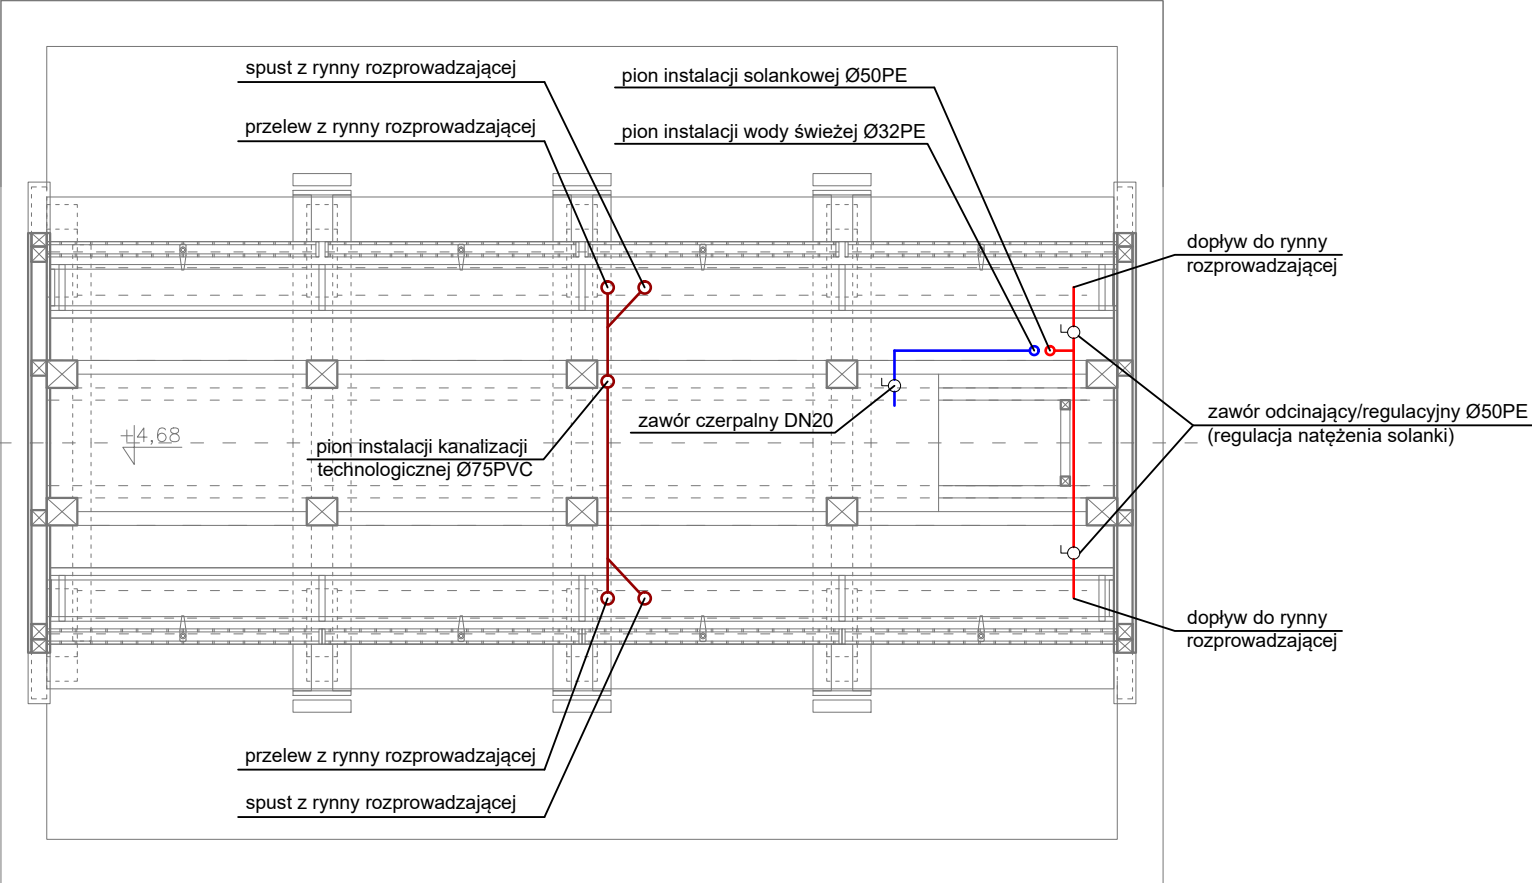 spust z rynny rozprowadzającej
pion instalacji solankowej Ø50PE
przelew z rynny rozprowadzającej
pion instalacji wody świeżej Ø32PE
dopływ do rynny
rozprowadzającej
zawór czerpalny DN20
zawór odcinający/regulacyjny Ø50PE
(regulacja natężenia solanki)
+4,68
pion instalacji kanalizacji
technologicznej Ø75PVC
dopływ do rynny
rozprowadzającej
przelew z rynny rozprowadzającej
spust z rynny rozprowadzającej